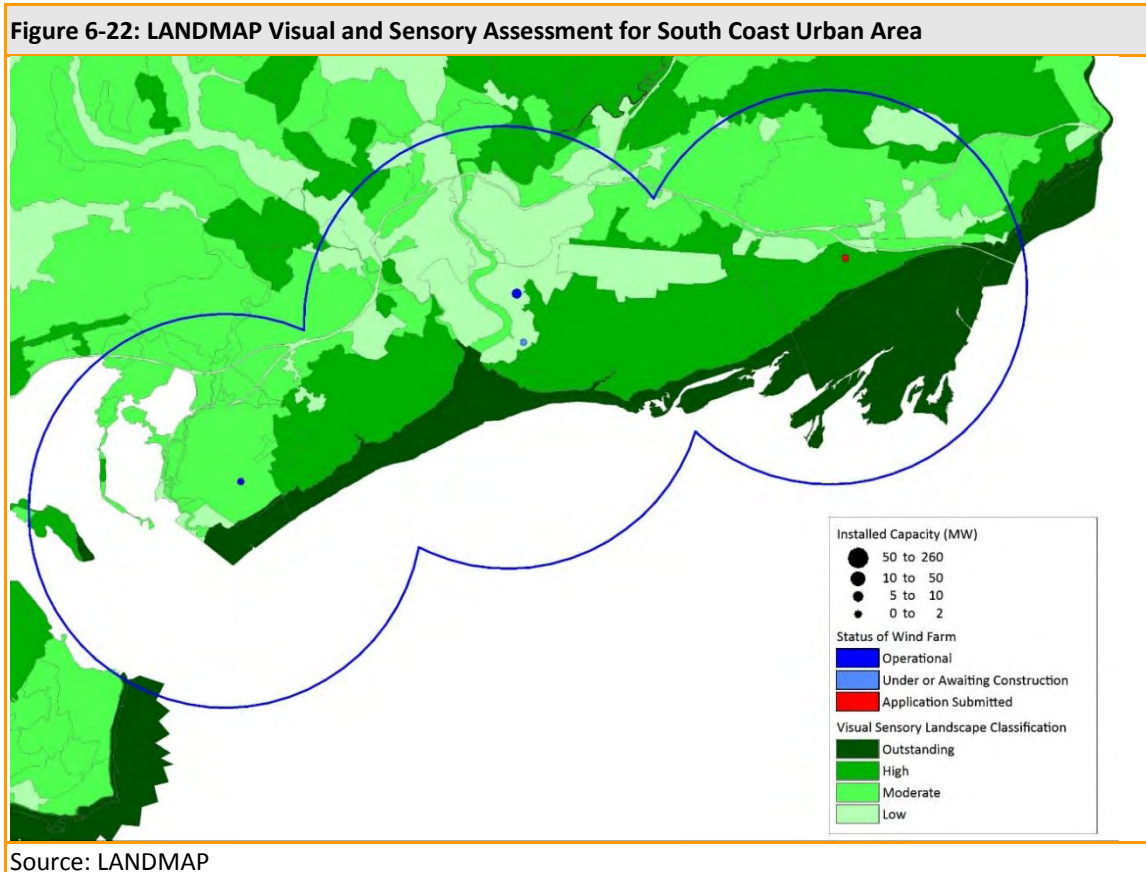 Figure 6-22: LANDMAP Visual and Sensory Assessment for South Coast Urban Area
Installed Capacity (MW)
50 to 260
10 to 50
5 to 10
0 to 2
Status of Wind Farm
Operational
Under or Awaiting Construction
Application Submitted
Visual Sensory Landscape Classification
Outstanding
High
Moderate
Low
Source: LANDMAP